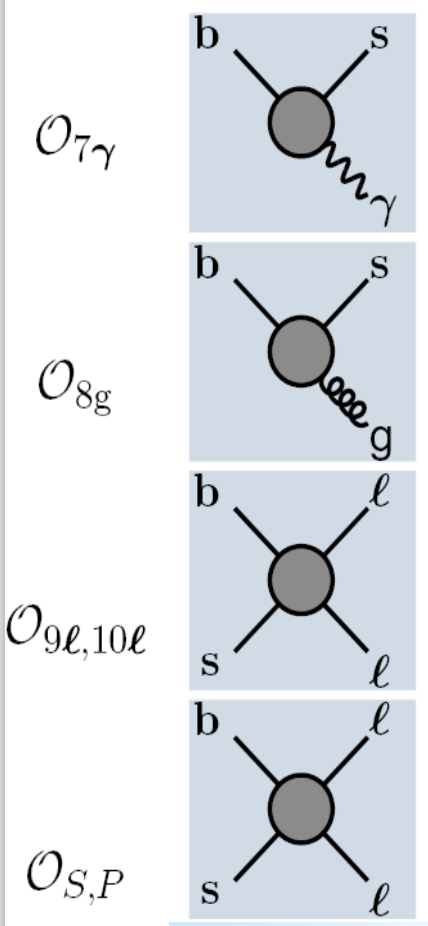 b s
𝒪7γ
γ
b s
𝒪8g
g
b ℓ
𝒪9ℓ,10ℓ
s ℓ
b ℓ
𝒪S,P
s ℓ